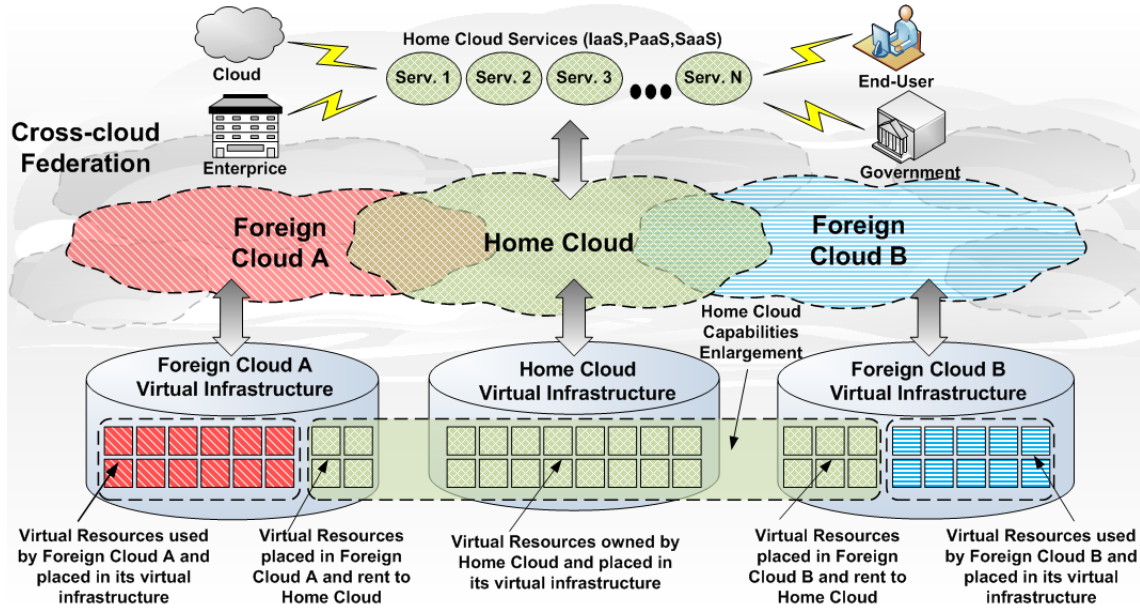 Home Cloud Services (IaaS,PaaS,SaaS)
Cloud
Serv. 1
Serv. 2
Serv. 3
Serv. N
End-User
Cross-cloud
Federation
Enterprice
Government
Foreign
Cloud A
Home Cloud
Foreign
Cloud B
Home Cloud
Capabilities
Enlargement
Foreign Cloud A
Virtual Infrastructure
Home Cloud
Virtual Infrastructure
Foreign Cloud B
Virtual Infrastructure
Virtual Resources used
by Foreign Cloud A and
placed in its virtual
infrastructure
Virtual Resources
placed in Foreign
Cloud A and rent to
Home Cloud
Virtual Resources owned by
Home Cloud and placed in
its virtual infrastructure
Virtual Resources
placed in Foreign
Cloud B and rent to
Home Cloud
Virtual Resources used
by Foreign Cloud B and
placed in its virtual
infrastructure